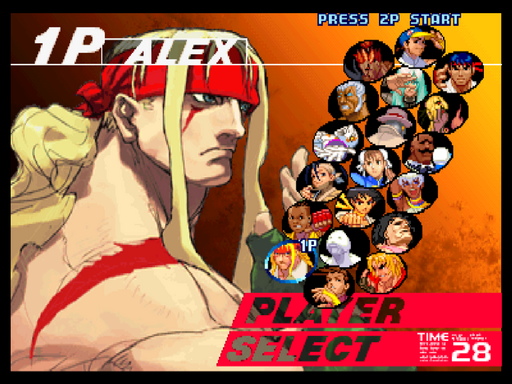 PRESS 2P START
1P ALEX
1P
PLAYER
SELECT
TIME
28